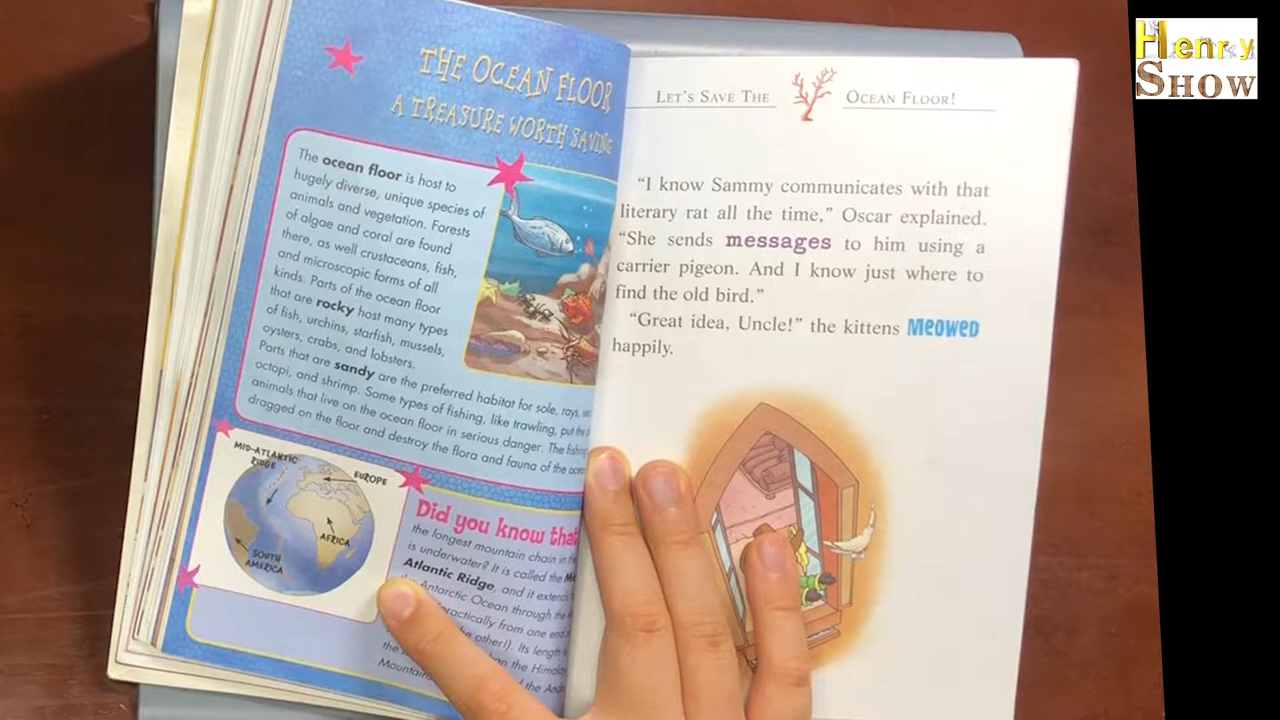 THE OCEAN FLOOR
A TREASURE WORTH SAVING
The ocean floor is host to
hugely diverse, unique species of
animals and vegetation. Forests
of algae and coral are found
there, as well crustaceans, fish,
and microscopic forms of all
kinds. Parts of the ocean floor
that are rocky host many types
of fish, urchins, starfish, mussels,
oysters, crabs, and lobsters.
Parts that are sandy are the preferred habitat for sole, rays,
octopi, and shrimp. Some types of fishing, like trawling, put the
animals that live on the ocean floor in serious danger. The
dragged on the floor and destroy the flora and fauna of the
MID-ATLANTIC
RIDGE
EUROPE
AFRICA
SOUTH
AMERICA
Did you know that
the longest mountain chain in
is underwater? It is called the
Atlantic Ridge, and it
Antarctic Ocean through the
practically from one end
other!). Its length
the Himal
Mountain and the
LET'S SAVE THE OCEAN FLOOR!
"I know Sammy communicates with that
literary rat all the time," Oscar explained.
"She sends messages to him using a
carrier pigeon. And I know just where to
find the old bird."
"Great idea, Uncle!" the kittens MEOWED
happily.
Henry
SHOW